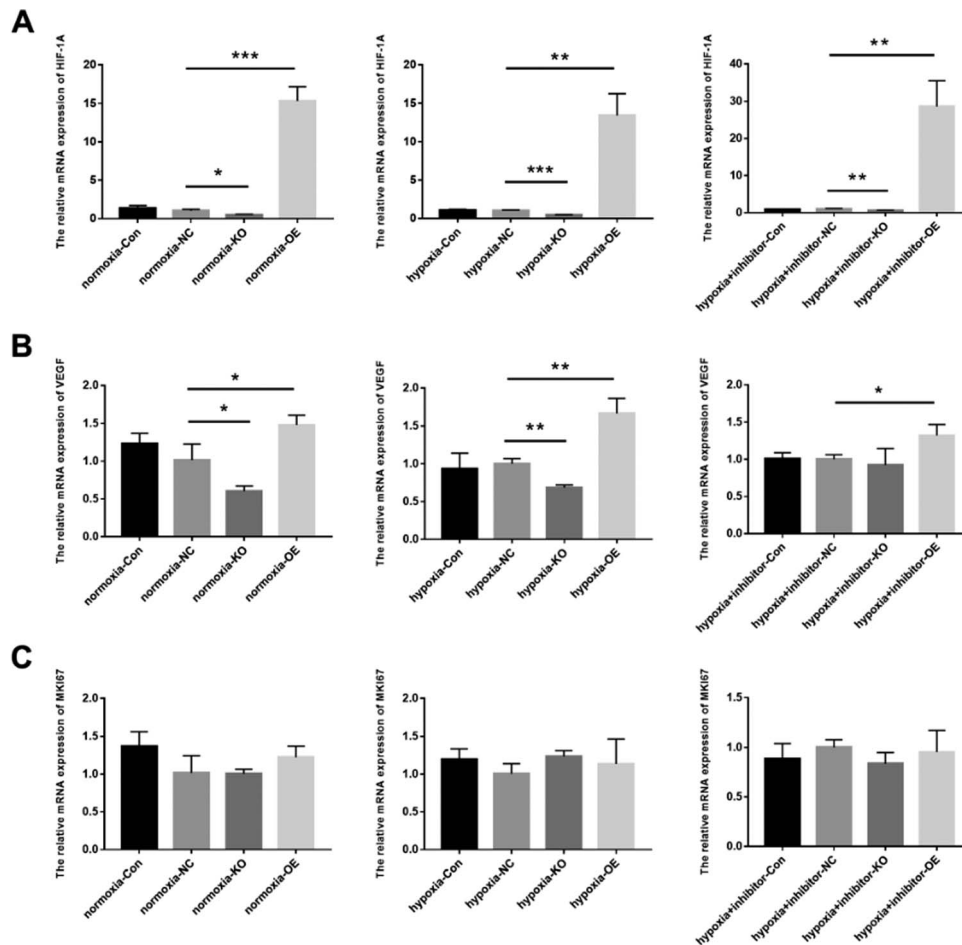 A
The relative mRNA expression of HIF-1A
20
15
10
5
0
***
*
normoxia-Con
normoxia-NC
normoxia-KO
normoxia-OE
The relative mRNA expression of HIF-1A
20
15
10
5
0
**
***
hypoxia-Con
hypoxia-NC
hypoxia-KO
hypoxia-OE
The relative mRNA expression of HIF-1A
40
30
20
10
0
**
**
hypoxia+inhibitor-Con
hypoxia+inhibitor-NC
hypoxia+inhibitor-KO
hypoxia+inhibitor-OE
B
The relative mRNA expression of VEGF
2.0
1.5
1.0
0.5
0.0
*
*
normoxia-Con
normoxia-NC
normoxia-KO
normoxia-OE
The relative mRNA expression of VEGF
2.0
1.5
1.0
0.5
0.0
**
**
hypoxia-Con
hypoxia-NC
hypoxia-KO
hypoxia-OE
The relative mRNA expression of VEGF
2.0
1.5
1.0
0.5
0.0
*
hypoxia+inhibitor-Con
hypoxia+inhibitor-NC
hypoxia+inhibitor-KO
hypoxia+inhibitor-OE
C
The relative mRNA expression of MKI67
2.0
1.5
1.0
0.5
0.0
normoxia-Con
normoxia-NC
normoxia-KO
normoxia-OE
The relative mRNA expression of MKI67
2.0
1.5
1.0
0.5
0.0
hypoxia-Con
hypoxia-NC
hypoxia-KO
hypoxia-OE
The relative mRNA expression of MKI67
1.5
1.0
0.5
0.0
hypoxia+inhibitor-Con
hypoxia+inhibitor-NC
hypoxia+inhibitor-KO
hypoxia+inhibitor-OE